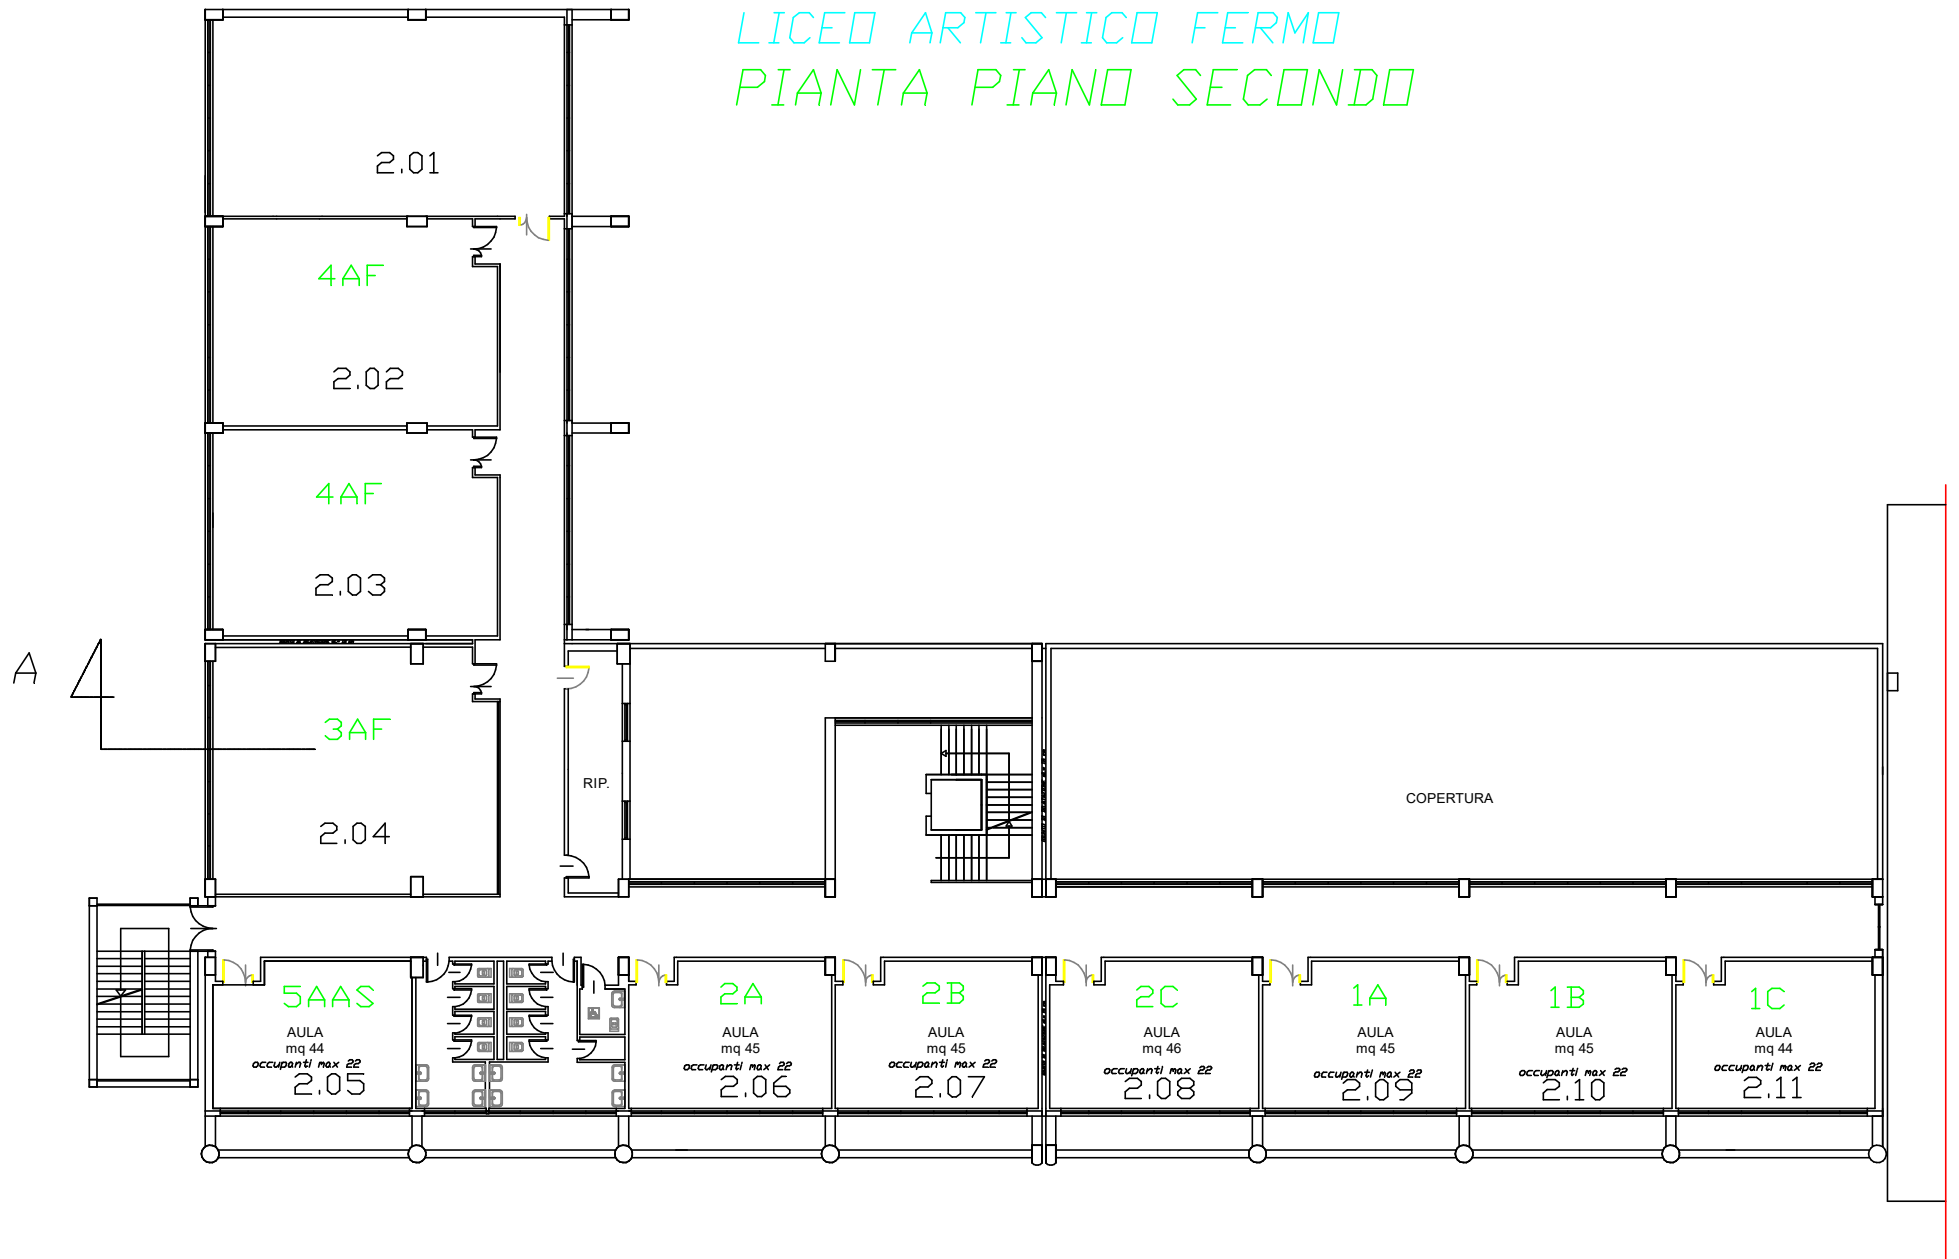 LICEO ARTISTICO FERMO
PIANTA PIANO SECONDO
2.01
4AF
2.02
4AF
2.03
A
3AF
2.04
RIP.
COPERTURA
5AAS
AULA
mq 44
occupanti max 22
2.05
2A
AULA
mq 45
occupanti max 22
2.06
2B
AULA
mq 45
occupanti max 22
2.07
2C
AULA
mq 46
occupanti max 22
2.08
1A
AULA
mq 45
occupanti max 22
2.09
1B
AULA
mq 45
occupanti max 22
2.10
1C
AULA
mq 44
occupanti max 22
2.11